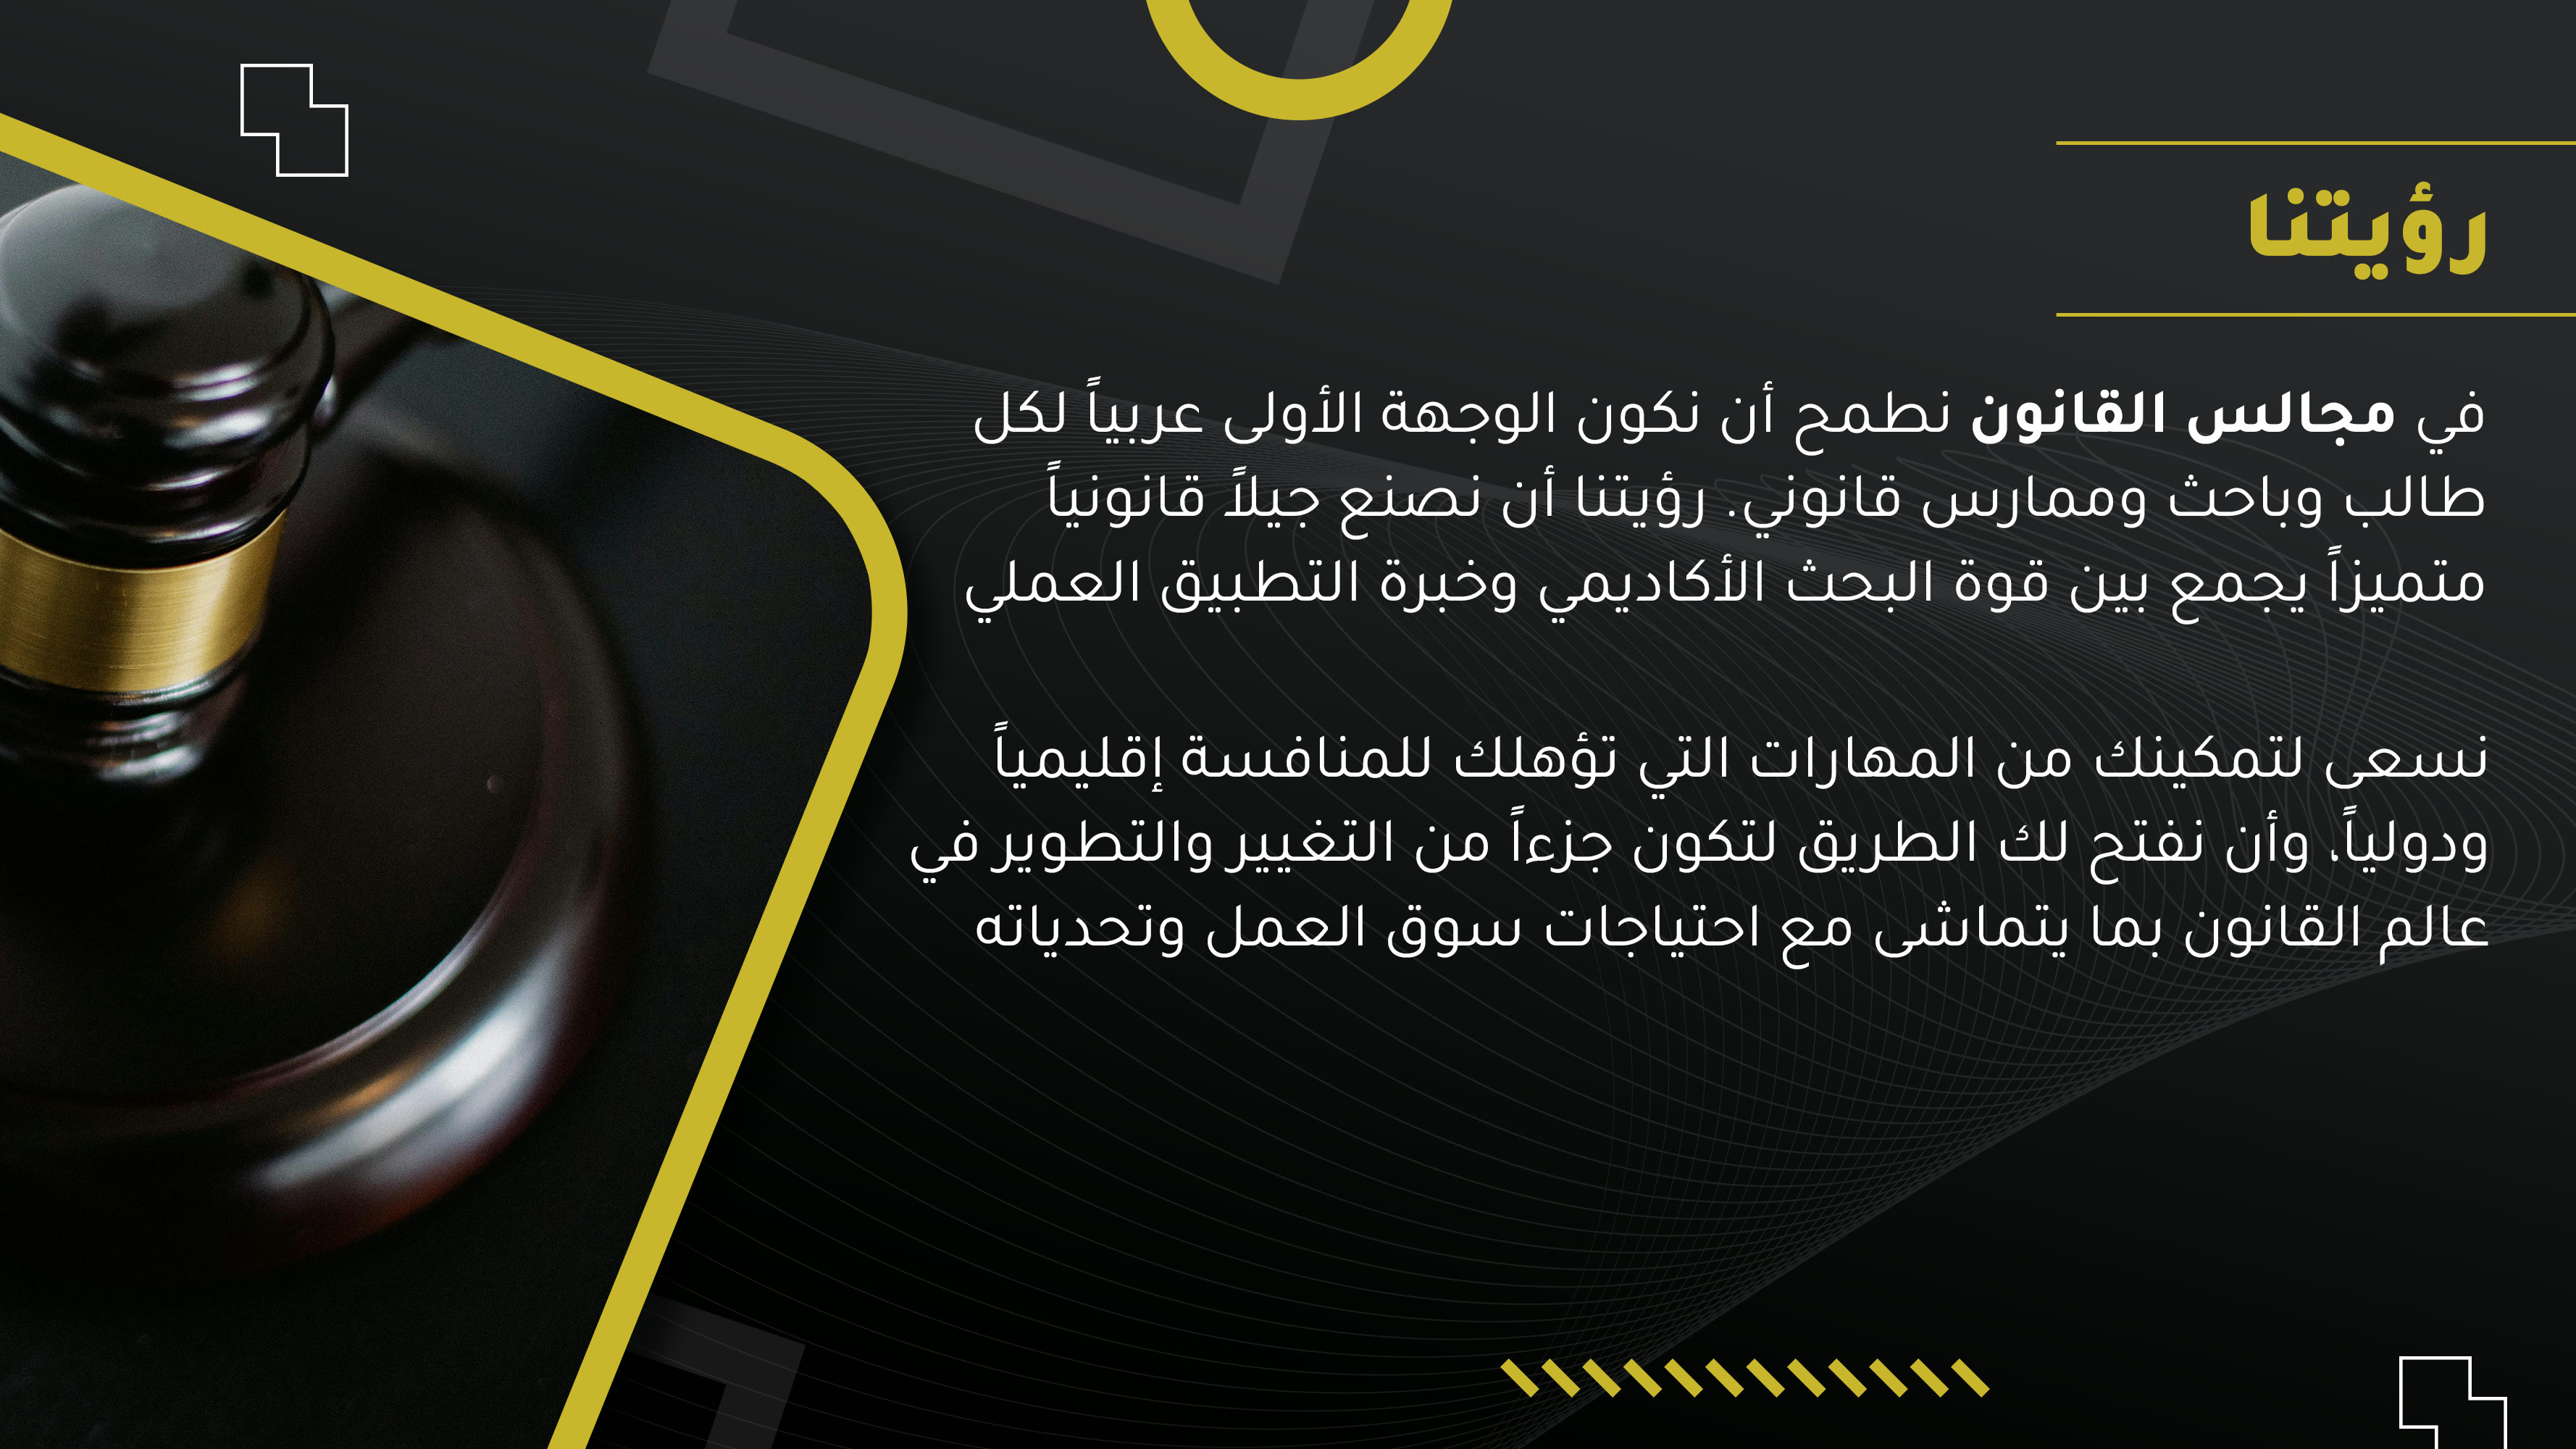 رؤيتنا
في مجالس القانون نطمح أن نكون الوجهة الأولى عربياً لكل
طالب وباحث وممارس قانوني. رؤيتنا أن نصنع جيلاً قانونياً
متميزاً يجمع بين قوة البحث الأكاديمي وخبرة التطبيق العملي
نسعى لتمكينك من المهارات التي تؤهلك للمنافسة إقليمياً
ودولياً، وأن نفتح لك الطريق لتكون جزءاً من التغيير والتطوير في
عالم القانون بما يتماشى مع احتياجات سوق العمل وتحدياته